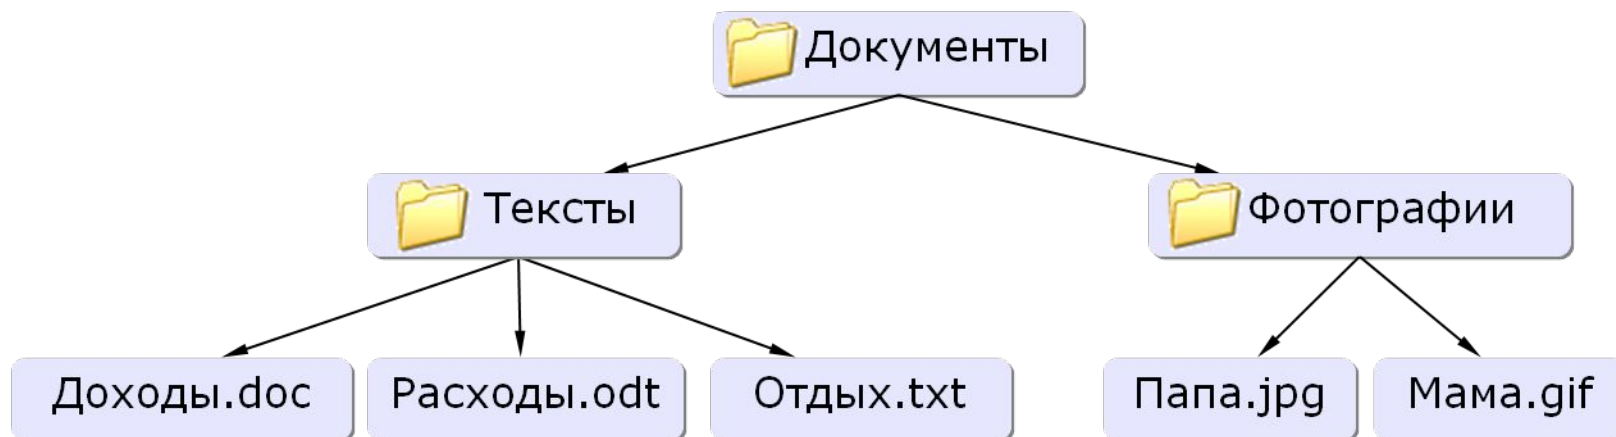 Документы
Тексты
Фотографии
Доходы.doc
Расходы.odt
Отдых.txt
Папа.jpg
Мама.gif